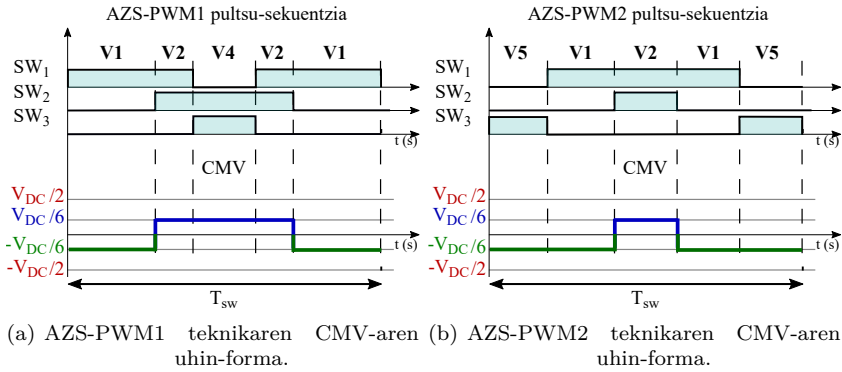 AZS-PWM1 pultsu-sekuentzia
V1 V2 V4 V2 V1
SW1
SW2
SW3
t (s)
CMV
VDC/2
VDC/6
-VDC/6
t (s)
-VDC/2
Tsw
(a) AZS-PWM1 teknikaren CMV-aren
uhin-forma.
AZS-PWM2 pultsu-sekuentzia
V5 V1 V2 V1 V5
SW1
SW2
SW3
t (s)
CMV
VDC/2
VDC/6
-VDC/6
t (s)
-VDC/2
Tsw
(b) AZS-PWM2 teknikaren CMV-aren
uhin-forma.